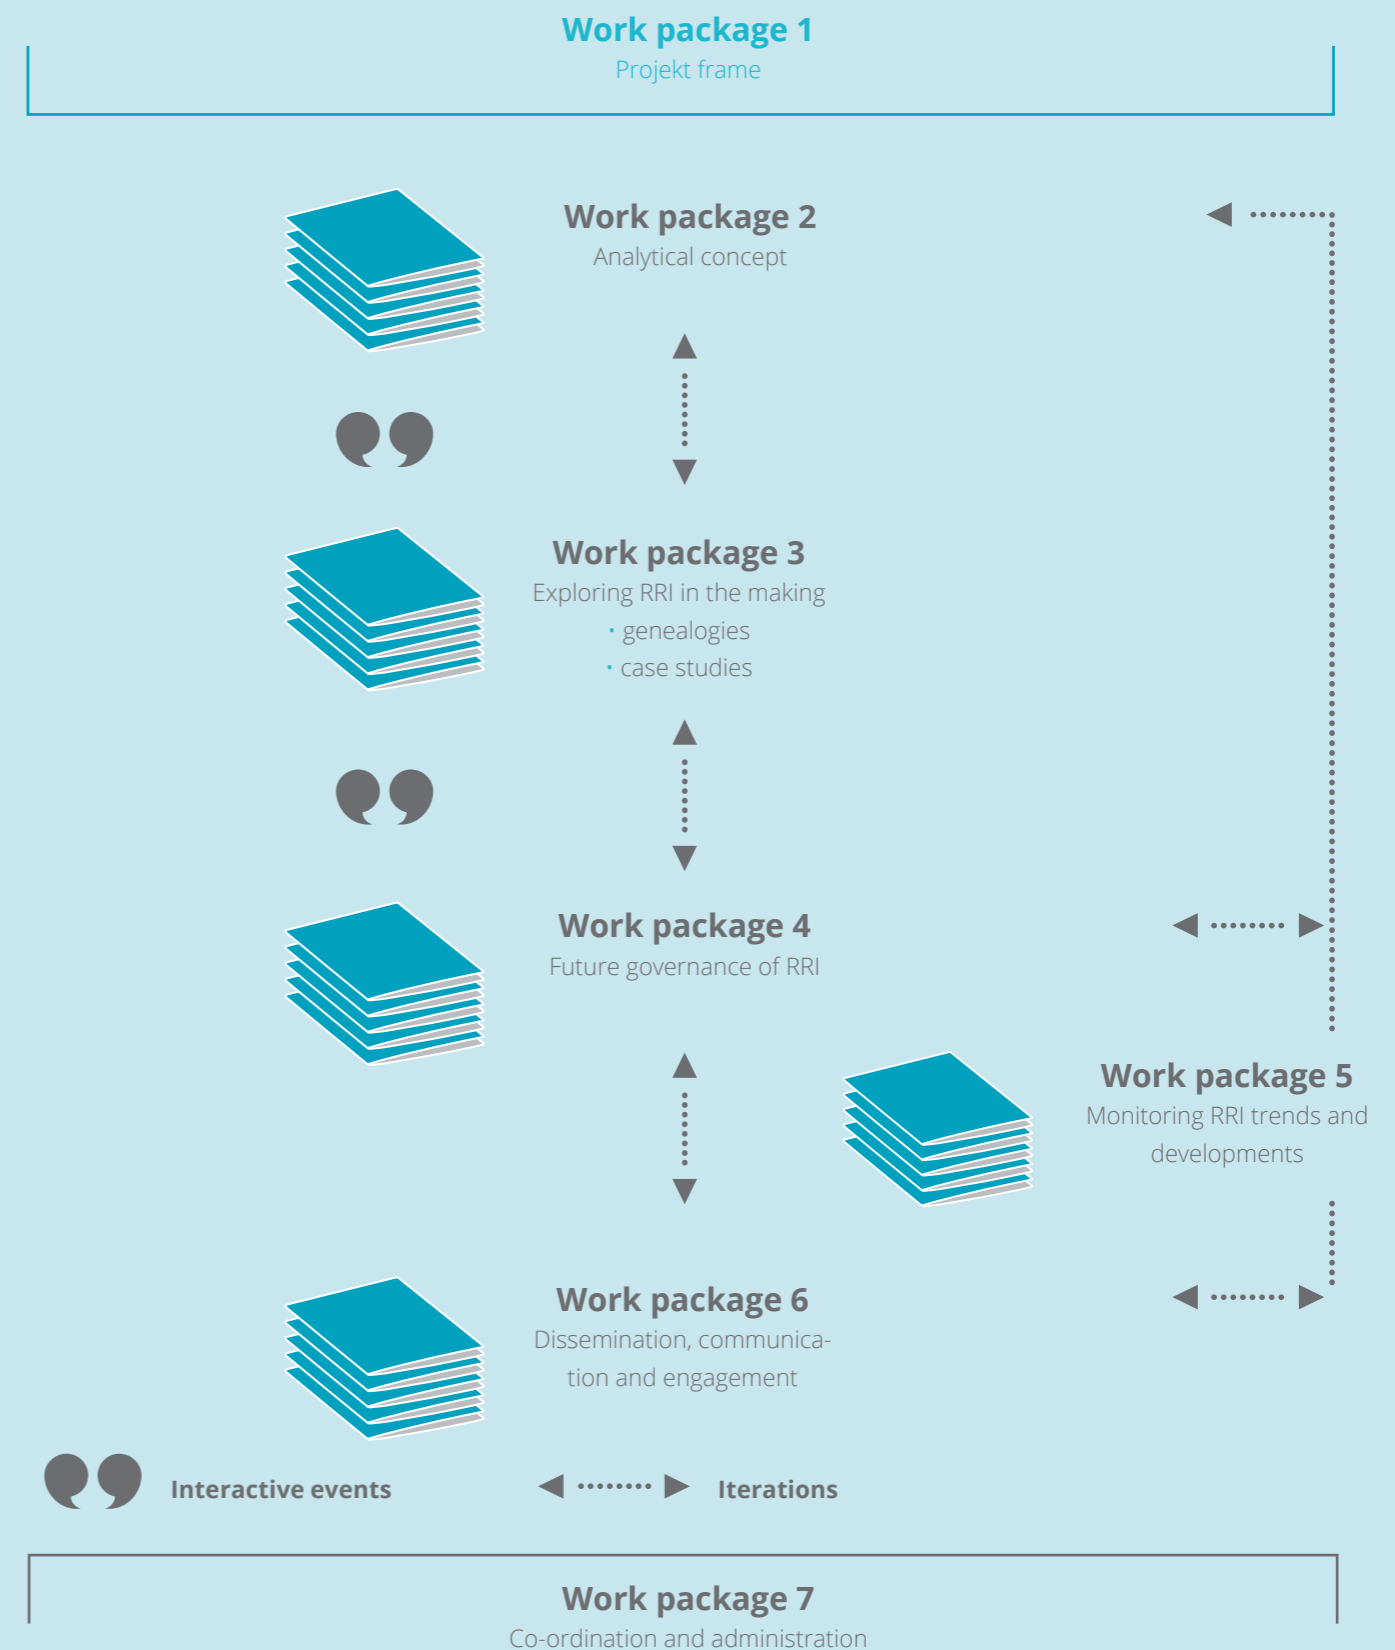 Work package 1
Projekt frame
Work package 2
Analytical concept
Work package 3
Exploring RRI in the making
• genealogies
• case studies
Work package 4
Future governance of RRI
Work package 5
Monitoring RRI trends and
developments
Work package 6
Dissemination, communica-
tion and engagement
Interactive events
Iterations
Work package 7
Co-ordination and administration